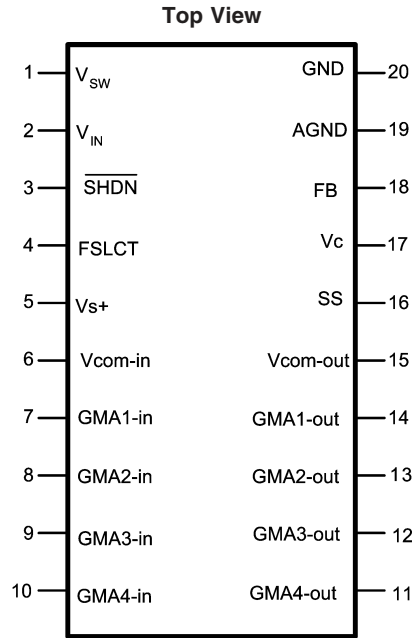 Top View
1 V_SW GND 20
2 V_IN AGND 19
3 SHDN FB 18
4 FSLCT Vc 17
5 Vs+ SS 16
6 Vcom-in Vcom-out 15
7 GMA1-in GMA1-out 14
8 GMA2-in GMA2-out 13
9 GMA3-in GMA3-out 12
10 GMA4-in GMA4-out 11